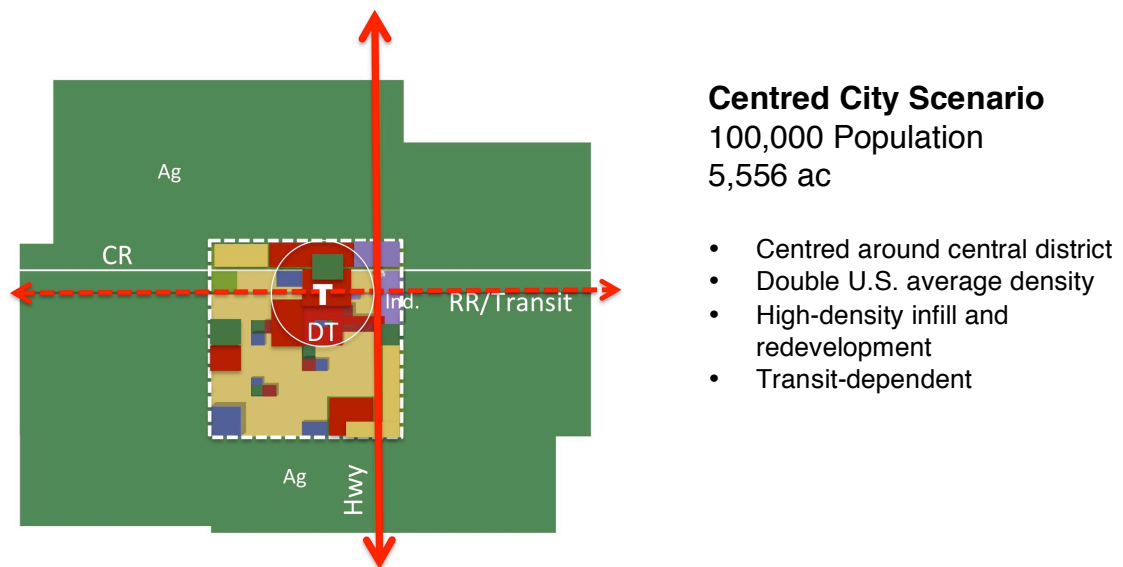 Ag
CR
T
Ind.
RR/Transit
DT
Ag
Hwy
Centred City Scenario
100,000 Population
5,556 ac
• Centred around central district
• Double U.S. average density
• High-density infill and
redevelopment
• Transit-dependent